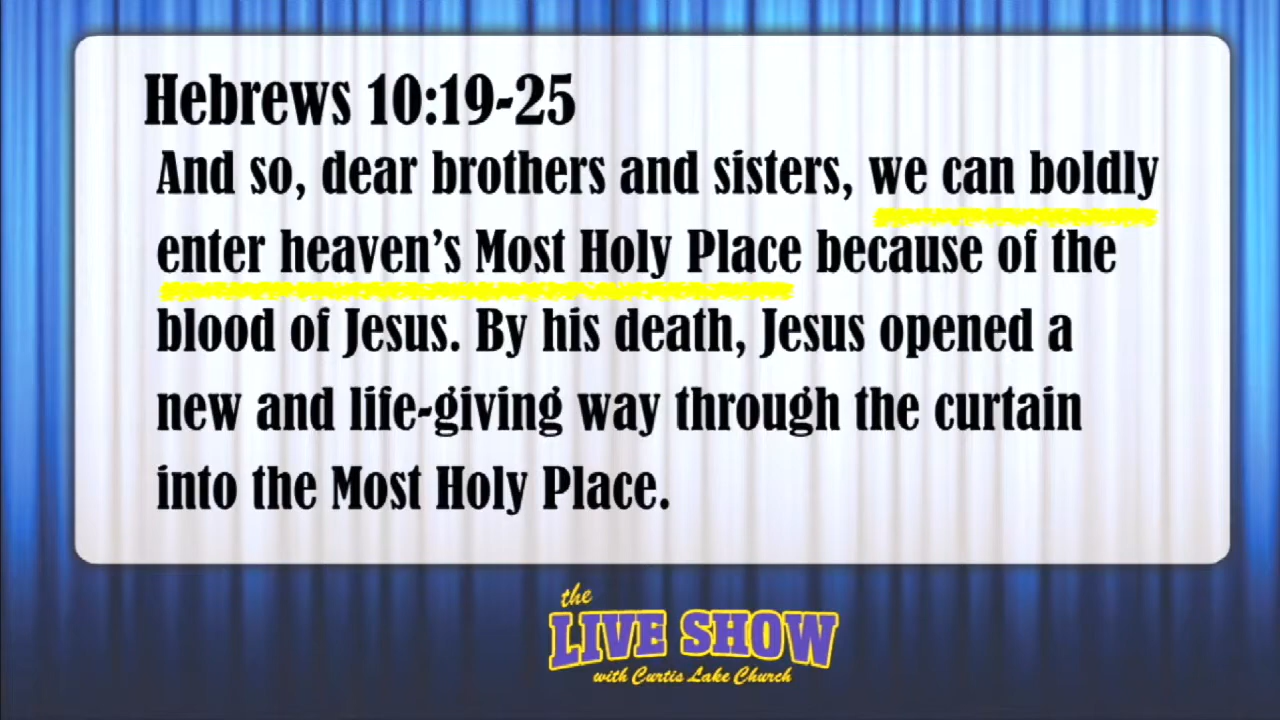 Hebrews 10:19-25
And so, dear brothers and sisters, we can boldly
enter heaven’s Most Holy Place because of the
blood of Jesus. By his death, Jesus opened a
new and life-giving way through the curtain
into the Most Holy Place.
the
LIVE SHOW
with Curtis Lake Church